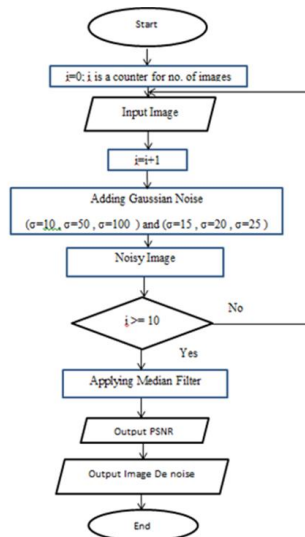 Start
i=0; i is a counter for no. of images
Input Image
i=i+1
Adding Gaussian Noise
(σ=10 , σ=50 , σ=100 ) and (σ=15 , σ=20 , σ=25 )
Noisy Image
i >= 10
No
Yes
Applying Median Filter
Output PSNR
Output Image De noise
End